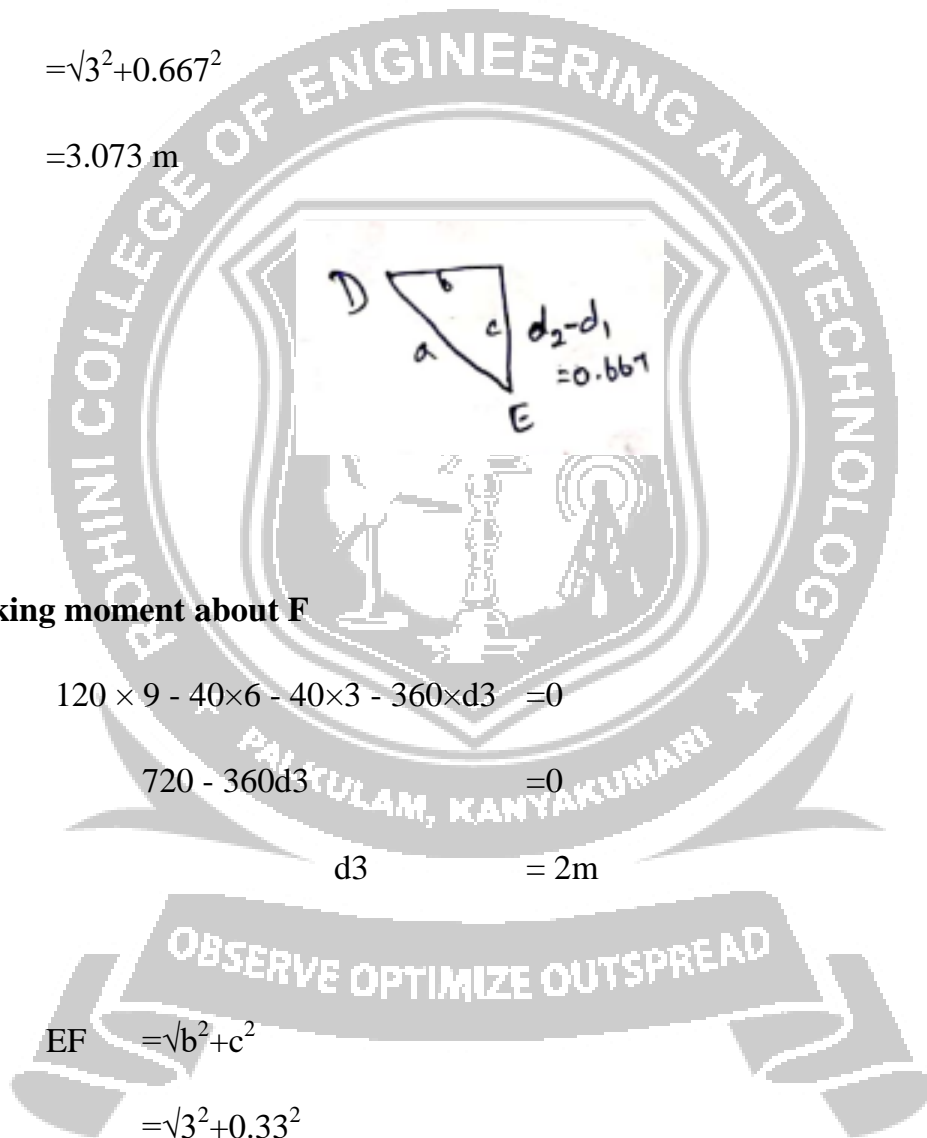 =√3²+0.667²
=3.073 m
ROHINI COLLEGE OF ENGINEERING AND TECHNOLOGY
D
b
c
d₂-d₁
a
=0.667
E
king moment about F
120 × 9 - 40×6 - 40×3 - 360×d3 =0
720 - 360d3 =0
PALKULAM, KANYAKUMARI
d3 = 2m
OBSERVE OPTIMIZE OUTSPREAD
EF =√b²+c²
=√3²+0.33²